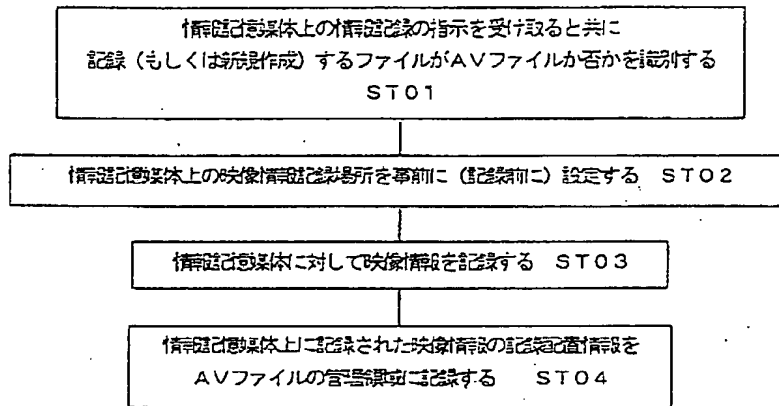 情報記憶媒体上の情報記録の指示を受け取ると共に
記録（もしくは新規作成）するファイルがＡＶファイルか否かを識別する
ＳＴ０１
情報記憶媒体上の映像情報記録場所を事前に（記録前に）設定する　ＳＴ０２
情報記憶媒体に対して映像情報を記録する　ＳＴ０３
情報記憶媒体上に記録された映像情報の記録配置情報を
ＡＶファイルの管理領域に記録する　ＳＴ０４